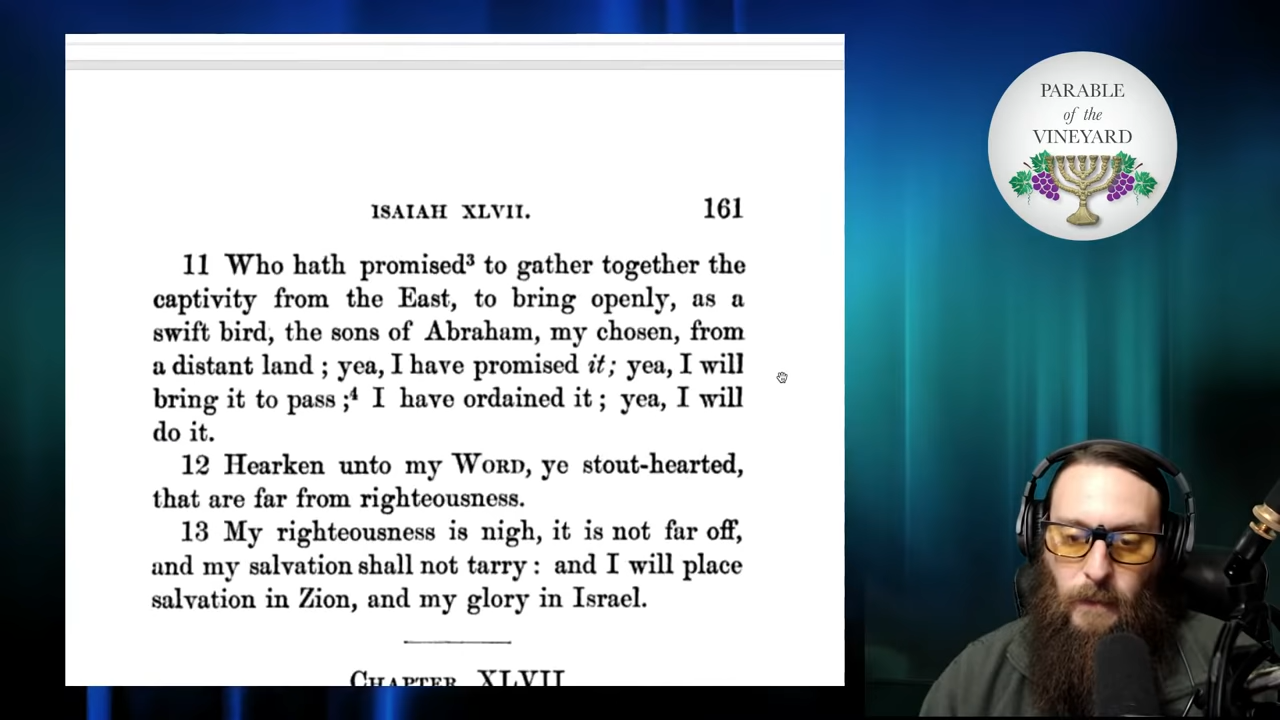 ISAIAH XLVII. 161
11 Who hath promised³ to gather together the
captivity from the East, to bring openly, as a
swift bird, the sons of Abraham, my chosen, from
a distant land ; yea, I have promised it; yea, I will
bring it to pass ;⁴ I have ordained it ; yea, I will
do it.
12 Hearken unto my WORD, ye stout-hearted,
that are far from righteousness.
13 My righteousness is nigh, it is not far off,
and my salvation shall not tarry : and I will place
salvation in Zion, and my glory in Israel.
CHAPTER XLVII
PARABLE
of the
VINEYARD